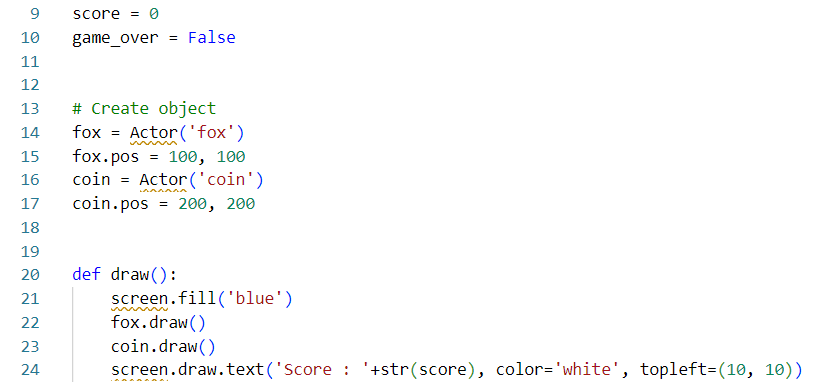 9 score = 0
10 game_over = False
11
12
13 # Create object
14 fox = Actor('fox')
15 fox.pos = 100, 100
16 coin = Actor('coin')
17 coin.pos = 200, 200
18
19
20 def draw():
21     screen.fill('blue')
22     fox.draw()
23     coin.draw()
24     screen.draw.text('Score : '+str(score), color='white', topleft=(10, 10))